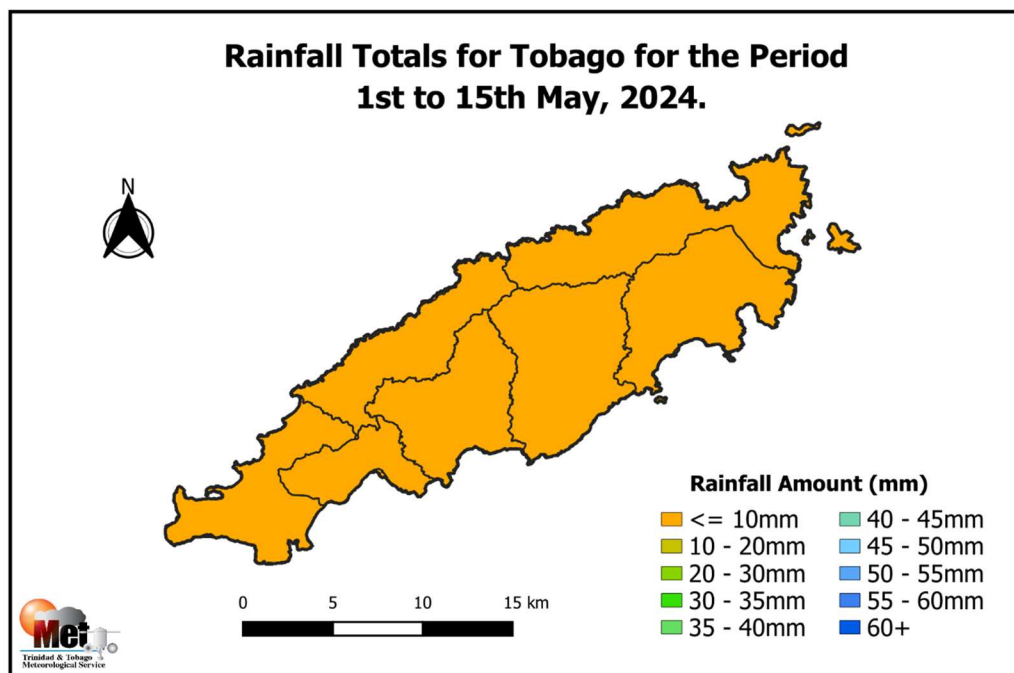 Rainfall Totals for Tobago for the Period
1st to 15th May, 2024.
N
Rainfall Amount (mm)
<= 10mm
10 - 20mm
20 - 30mm
30 - 35mm
35 - 40mm
40 - 45mm
45 - 50mm
50 - 55mm
55 - 60mm
60+
0 5 10 15 km
Met
Trinidad & Tobago
Meteorological Service